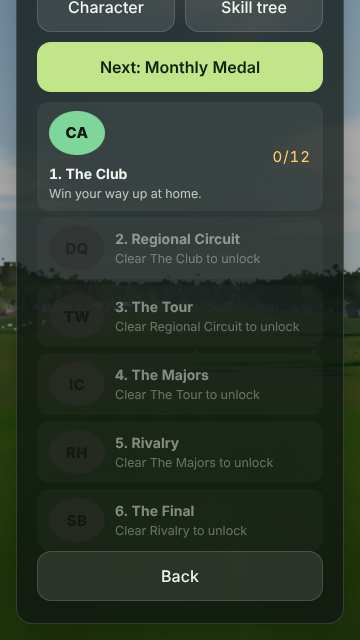 Character
Skill tree
Next: Monthly Medal
CA
0/12
1. The Club
Win your way up at home.
DQ
2. Regional Circuit
Clear The Club to unlock
TW
3. The Tour
Clear Regional Circuit to unlock
IC
4. The Majors
Clear The Tour to unlock
RH
5. Rivalry
Clear The Majors to unlock
SB
6. The Final
Clear Rivalry to unlock
Back